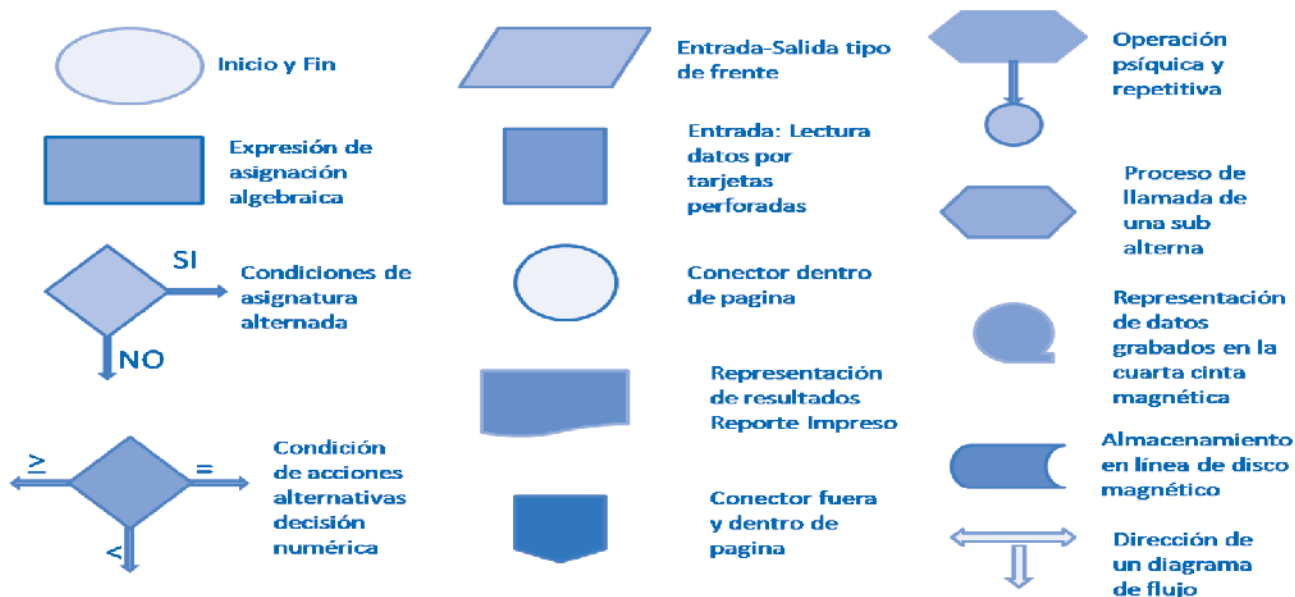 Inicio y Fin
Expresión de
asignación
algebraica
SI
NO
Condiciones de
asignatura
alternada
≥
=
<
Condición
de acciones
alternativas
decisión
numérica
Entrada-Salida tipo
de frente
Entrada: Lectura
datos por
tarjetas
perforadas
Conector dentro
de pagina
Representación
de resultados
Reporte Impreso
Conector fuera
y dentro de
pagina
Operación
psíquica y
repetitiva
Proceso de
llamada de
una sub
alterna
Representación
de datos
grabados en la
cuarta cinta
magnética
Almacenamiento
en línea de disco
magnético
Dirección de
un diagrama
de flujo